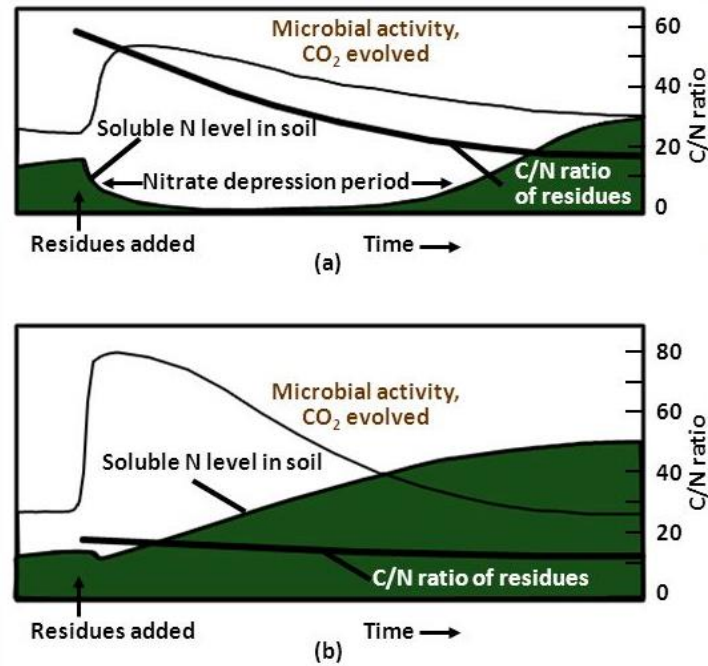 Microbial activity,
CO₂ evolved
60
40
20
0
C/N ratio
Soluble N level in soil
Nitrate depression period
C/N ratio
of residues
Residues added
Time
(a)
Microbial activity,
CO₂ evolved
80
60
40
20
0
C/N ratio
Soluble N level in soil
C/N ratio of residues
Residues added
Time
(b)